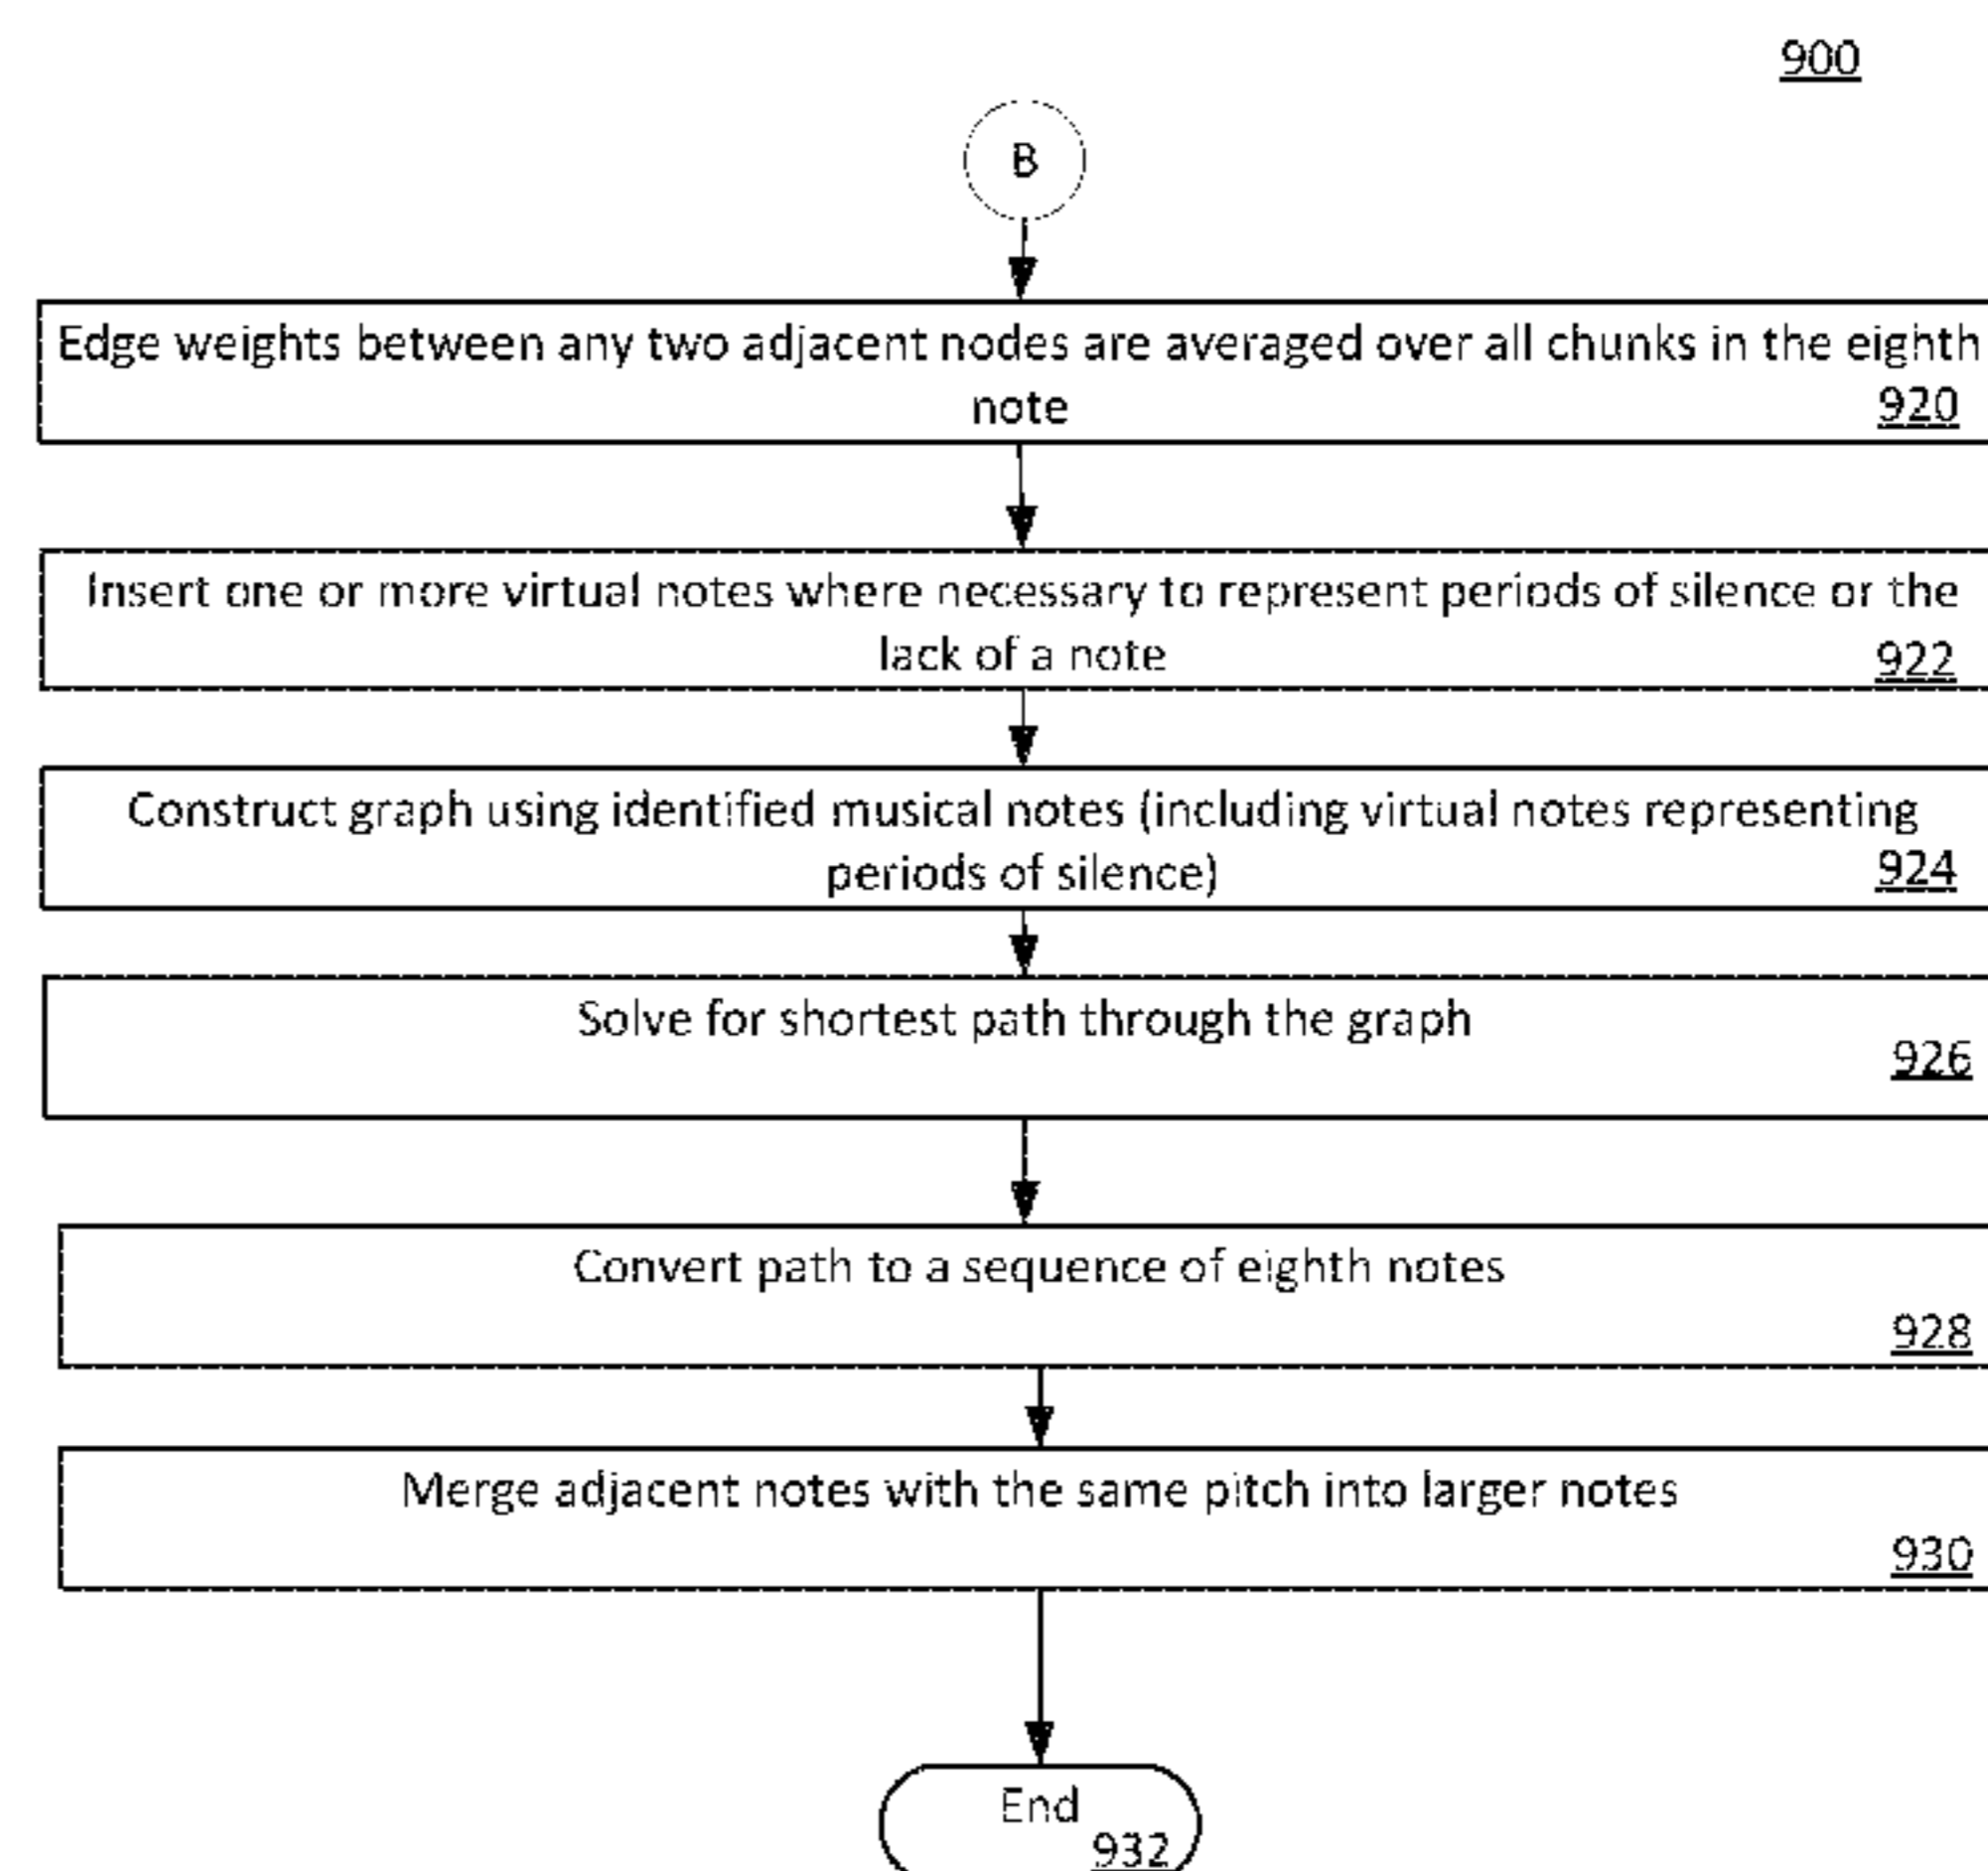 900
B
Edge weights between any two adjacent nodes are averaged over all chunks in the eighth
note
920
Insert one or more virtual notes where necessary to represent periods of silence or the
lack of a note
922
Construct graph using identified musical notes (including virtual notes representing
periods of silence)
924
Solve for shortest path through the graph
926
Convert path to a sequence of eighth notes
928
Merge adjacent notes with the same pitch into larger notes
930
End
932